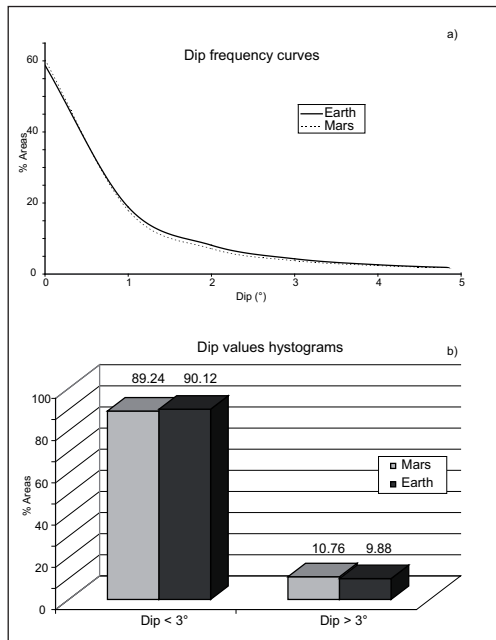 a)
Dip frequency curves
60
40
20
0
% Areas
Earth
Mars
0 1 2 3 4 5
Dip (°)
b)
Dip values hystograms
89.24 90.12
100
80
60
40
20
0
% Areas
Mars
Earth
10.76 9.88
Dip < 3° Dip > 3°